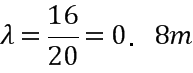 λ = 16/20 = 0. 8m